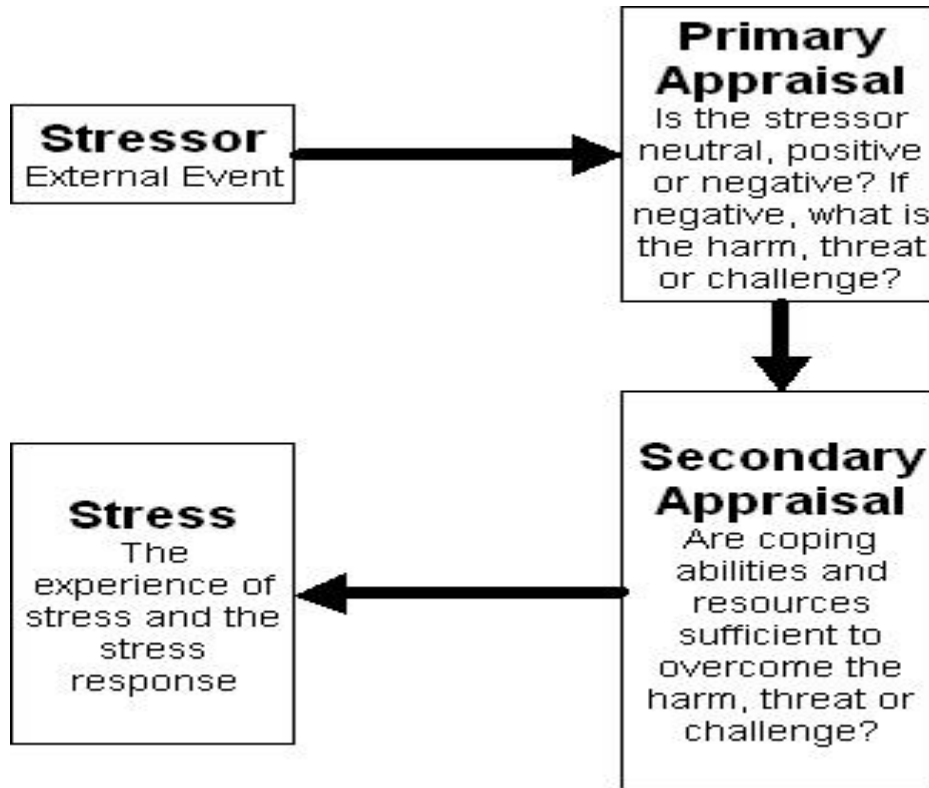 Stressor
External Event
Primary
Appraisal
Is the stressor
neutral, positive
or negative? If
negative, what is
the harm, threat
or challenge?
Secondary
Appraisal
Are coping
abilities and
resources
sufficient to
overcome the
harm, threat or
challenge?
Stress
The
experience of
stress and the
stress
response